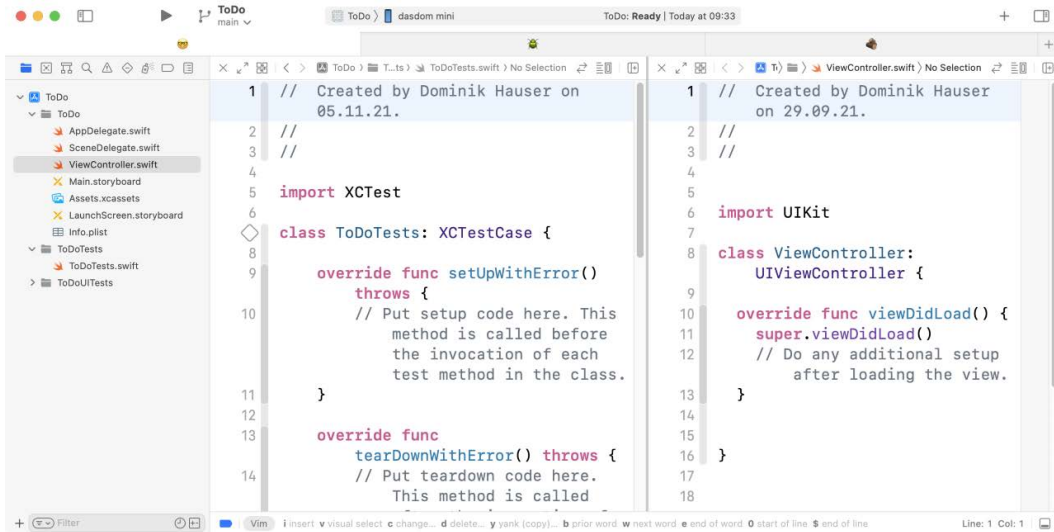 ToDo
main
ToDo 〉 dasdom mini
ToDo: Ready | Today at 09:33
ToDo 〉 T...ts 〉 ToDoTests.swift 〉 No Selection
ViewController.swift 〉 No Selection
ToDo
ToDo
AppDelegate.swift
SceneDelegate.swift
ViewController.swift
Main.storyboard
Assets.xcassets
LaunchScreen.storyboard
Info.plist
ToDoTests
ToDoTests.swift
ToDoUITests
1 //  Created by Dominik Hauser on
05.11.21.
2 //
3 //
4
5 import XCTest
6
class ToDoTests: XCTestCase {
8
9 override func setUpWithError()
throws {
10 // Put setup code here. This
method is called before
the invocation of each
test method in the class.
11 }
12
13 override func
tearDownWithError() throws {
14 // Put teardown code here.
This method is called
1 //  Created by Dominik Hauser
on 29.09.21.
2 //
3 //
4
5
6 import UIKit
7
8 class ViewController:
UIViewController {
9
10 override func viewDidLoad() {
11 super.viewDidLoad()
12 // Do any additional setup
after loading the view.
13 }
14
15
16 }
17
18
Filter
Vim i insert v visual select c change... d delete... y yank (copy)... b prior word w next word e end of word 0 start of line $ end of line
Line: 1 Col: 1